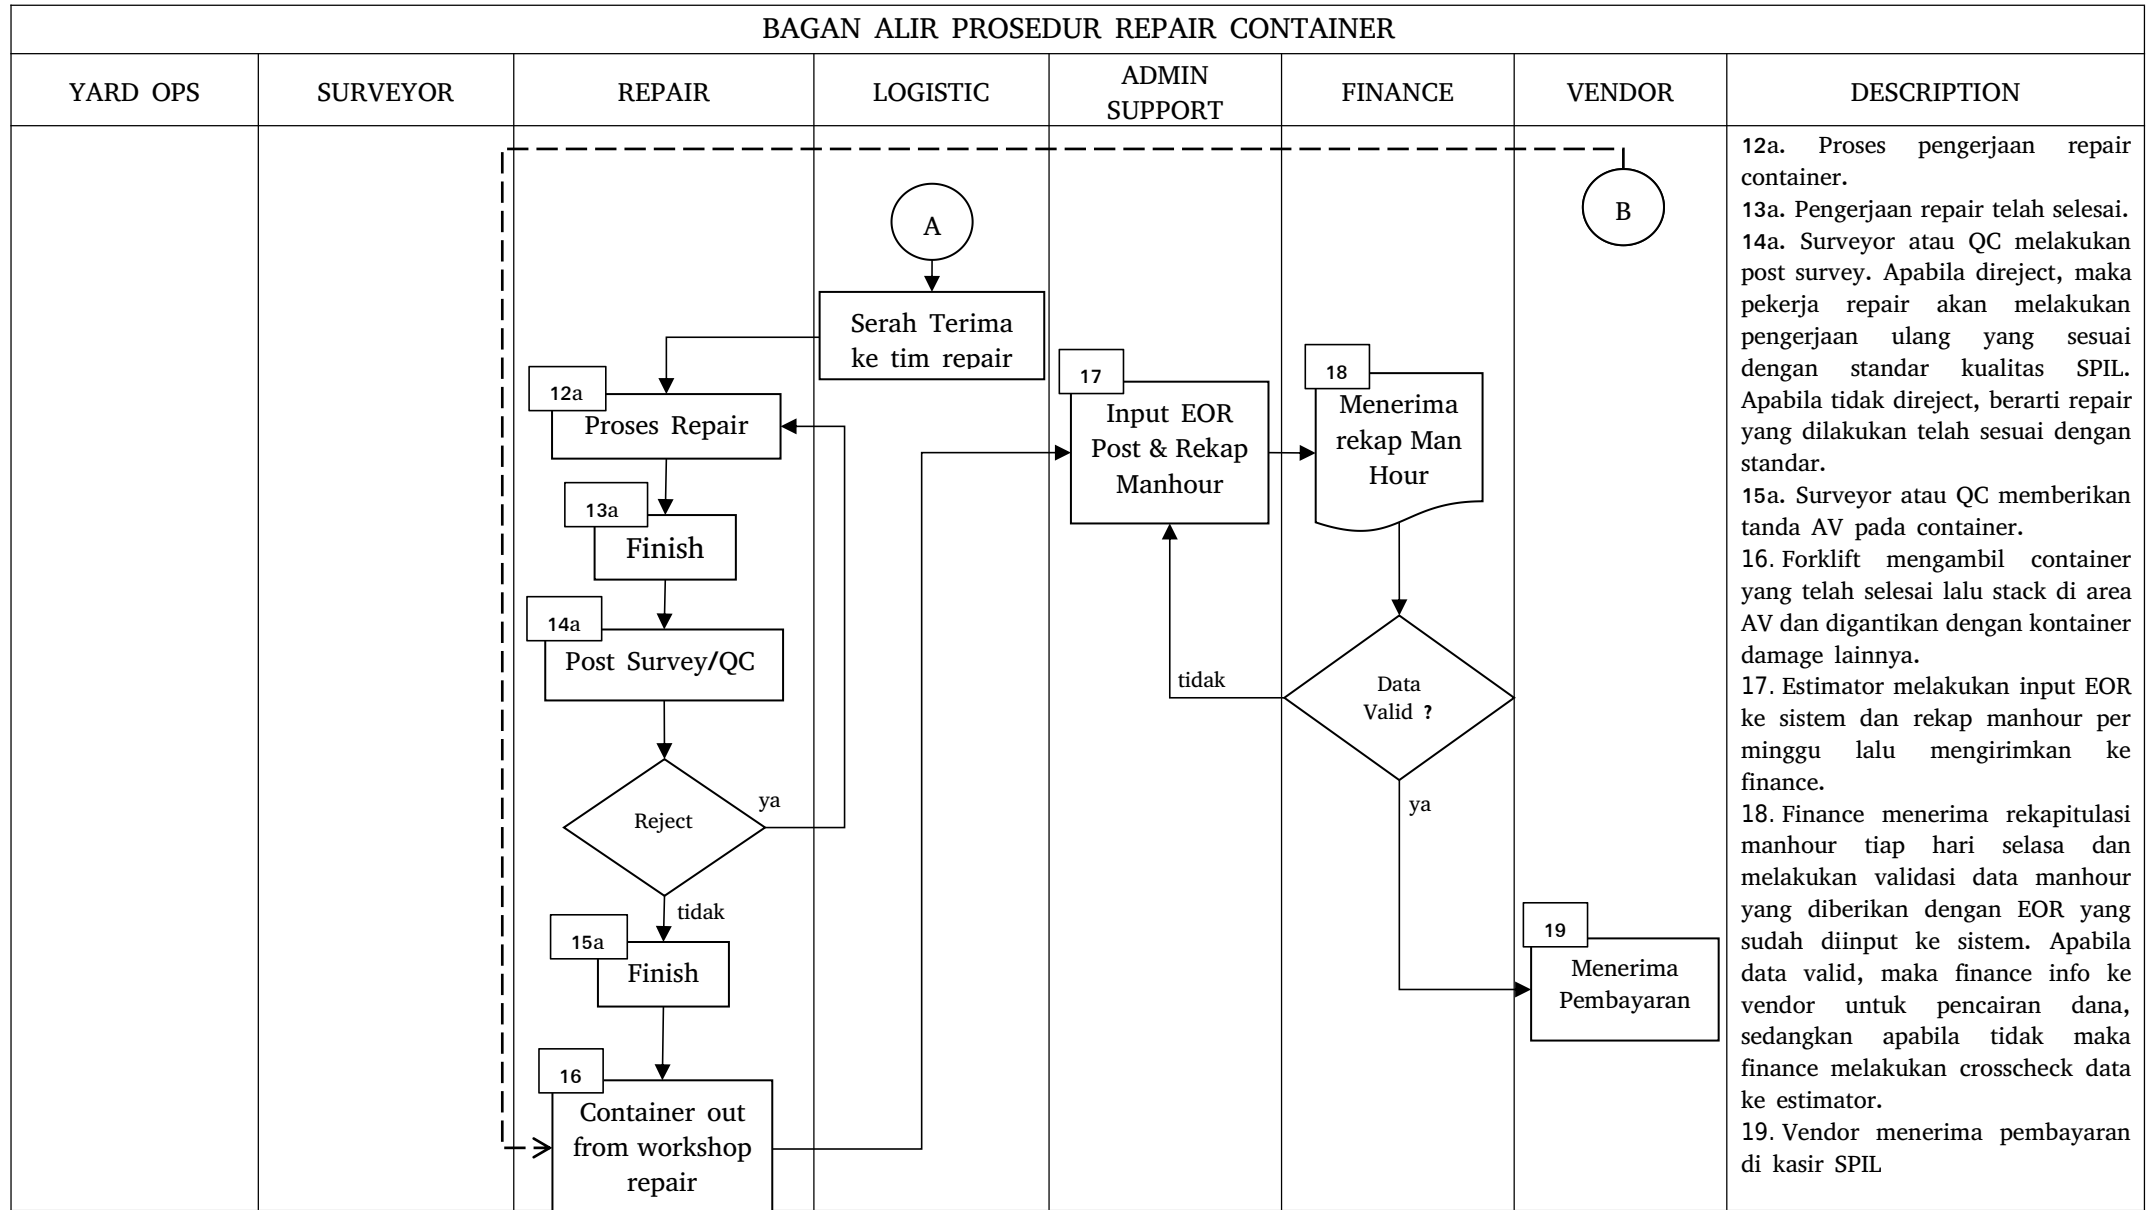 BAGAN ALIR PROSEDUR REPAIR CONTAINER
YARD OPS
SURVEYOR
REPAIR
LOGISTIC
ADMIN
SUPPORT
FINANCE
VENDOR
DESCRIPTION
A
B
Serah Terima
ke tim repair
12a
Proses Repair
13a
Finish
14a
Post Survey/QC
Reject
ya
tidak
15a
Finish
16
Container out
from workshop
repair
17
Input EOR
Post & Rekap
Manhour
18
Menerima
rekap Man
Hour
tidak
Data
Valid ?
ya
19
Menerima
Pembayaran
12a. Proses pengerjaan repair
container.
13a. Pengerjaan repair telah selesai.
14a. Surveyor atau QC melakukan
post survey. Apabila direject, maka
pekerja repair akan melakukan
pengerjaan ulang yang sesuai
dengan standar kualitas SPIL.
Apabila tidak direject, berarti repair
yang dilakukan telah sesuai dengan
standar.
15a. Surveyor atau QC memberikan
tanda AV pada container.
16. Forklift mengambil container
yang telah selesai lalu stack di area
AV dan digantikan dengan kontainer
damage lainnya.
17. Estimator melakukan input EOR
ke sistem dan rekap manhour per
minggu lalu mengirimkan ke
finance.
18. Finance menerima rekapitulasi
manhour tiap hari selasa dan
melakukan validasi data manhour
yang diberikan dengan EOR yang
sudah diinput ke sistem. Apabila
data valid, maka finance info ke
vendor untuk pencairan dana,
sedangkan apabila tidak maka
finance melakukan crosscheck data
ke estimator.
19. Vendor menerima pembayaran
di kasir SPIL